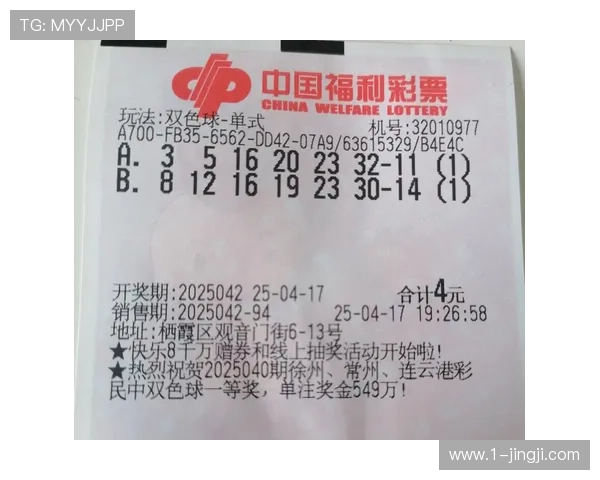 TG: MYYJJPP
中国福利彩票
CHINA WELFARE LOTTERY
玩法:双色球-单式 机号:32010977
A700-FB35-6562-DD42-07A9/63615329/B4E4C
A. 3 5 16 20 23 32-11 (1)
B. 8 12 16 19 23 30-14 (1)
开奖期:2025042 25-04-17 合计4元
销售期:2025042-94 25-04-17 19:26:58
地址:栖霞区观音门街6-13号
★快乐8千万赠券和线上抽奖活动开始啦!
★热烈祝贺2025040期徐州、常州、连云港彩
民中双色球一等奖,单注奖金549万!
www.1-jingji.com